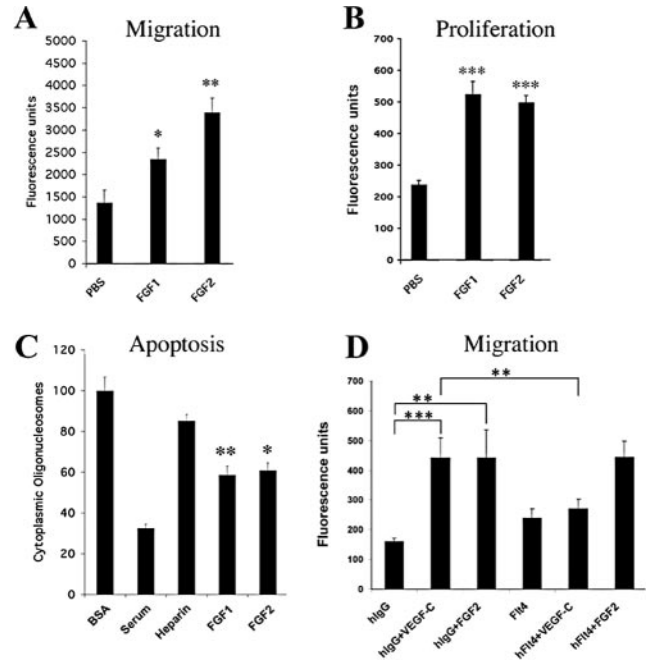 A Migration
Fluorescence units
5000
4500
4000
3500
3000
2500
2000
1500
1000
500
0
*
**
PBS
FGF1
FGF2
B Proliferation
Fluorescence units
700
600
500
400
300
200
100
0
***
***
PBS
FGF1
FGF2
C Apoptosis
Cytoplasmic Oligonucleosomes
120
100
80
60
40
20
0
**
*
BSA
Serum
Heparin
FGF1
FGF2
D Migration
Fluorescence units
700
600
500
400
300
200
100
0
**
**
***
hIgG
hIgG+VEGF-C
hIgG+FGF2
Flt4
hFlt4+VEGF-C
hFlt4+FGF2